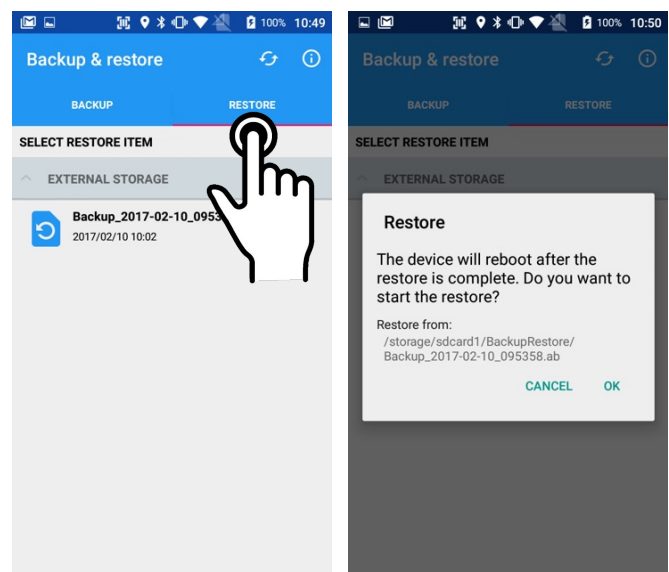 100% 10:49
Backup & restore
BACKUP RESTORE
SELECT RESTORE ITEM
EXTERNAL STORAGE
Backup_2017-02-10_0953
2017/02/10 10:02
100% 10:50
Backup & restore
BACKUP RESTORE
SELECT RESTORE ITEM
EXTERNAL STORAGE
Restore
The device will reboot after the
restore is complete. Do you want to
start the restore?
Restore from:
/storage/sdcard1/BackupRestore/
Backup_2017-02-10_095358.ab
CANCEL OK